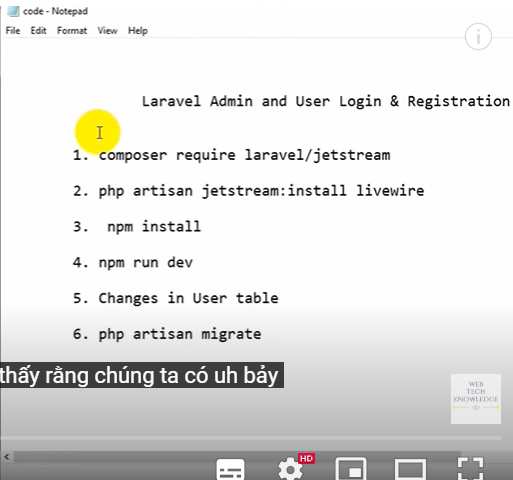 code - Notepad
File Edit Format View Help
Laravel Admin and User Login & Registration
1. composer require laravel/jetstream
2. php artisan jetstream:install livewire
3. npm install
4. npm run dev
5. Changes in User table
6. php artisan migrate
thấy rằng chúng ta có uh bảy
WEB
TECH
KNOWLEDGE
HD